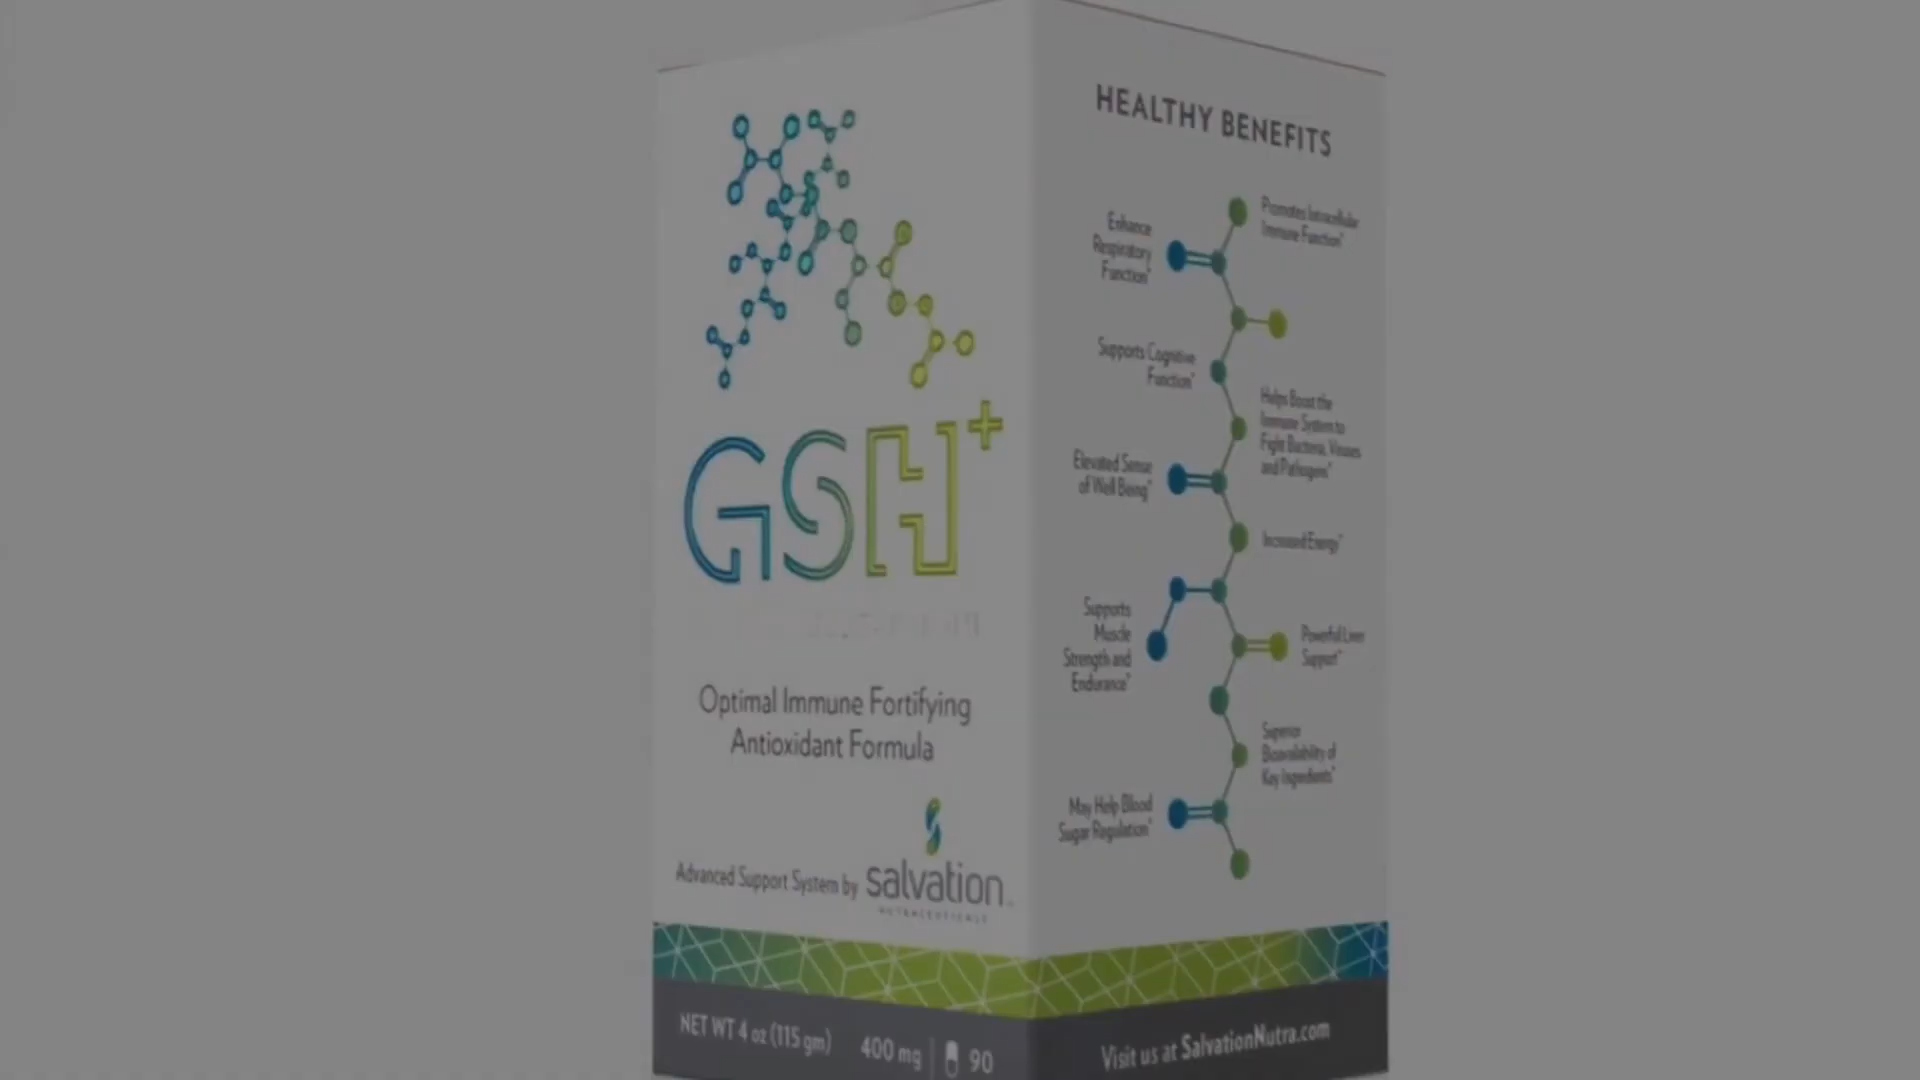 GSH+
Optimal Immune Fortifying
Antioxidant Formula
Advanced Support System by salvation
NUTRACEUTICALS
NET WT 4 oz (115 gm) 400 mg 90
HEALTHY BENEFITS
Promotes Intracellular
Immune Function*
Enhance
Respiratory
Function*
Supports Cognitive
Function*
Helps Boost the
Immune System to
Fight Bacteria, Viruses
and Pathogens*
Elevated Sense
of Well Being*
Increased Energy*
Supports
Muscle
Strength and
Endurance*
Powerful Liver
Support*
Superior
Bioavailability of
Key Ingredients*
May Help Blood
Sugar Regulation*
Visit us at SalvationNutra.com